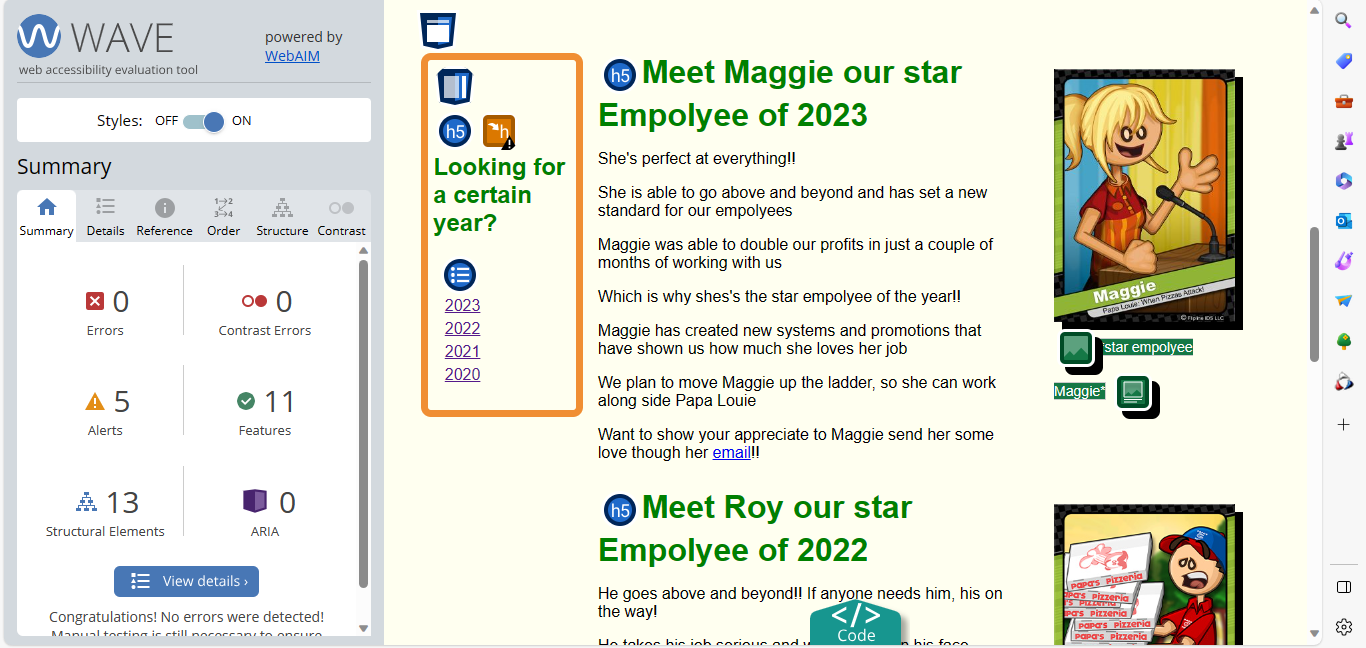 WAVE
web accessibility evaluation tool
powered by
WebAIM
Styles: OFF ON
Summary
Summary Details Reference Order Structure Contrast
0
Errors
0
Contrast Errors
5
Alerts
11
Features
13
Structural Elements
0
ARIA
View details ›
Congratulations! No errors were detected!
Manual testing is still necessary to ensure
h5
h
Looking for
a certain
year?
2023
2022
2021
2020
h5 Meet Maggie our star
Empolyee of 2023
She's perfect at everything!!
She is able to go above and beyond and has set a new
standard for our empolyees
Maggie was able to double our profits in just a couple of
months of working with us
Which is why shes's the star empolyee of the year!!
Maggie has created new systems and promotions that
have shown us how much she loves her job
We plan to move Maggie up the ladder, so she can work
along side Papa Louie
Want to show your appreciate to Maggie send her some
love though her email!!
Maggie
Papa Louie: When Pizzas Attack!
© Flipline IDS LLC
*star empolyee
Maggie*
h5 Meet Roy our star
Empolyee of 2022
He goes above and beyond!! If anyone needs him, his on
the way!
He takes his job serious and
his face
</> Code
PAPA'S PIZZERIA
PAPA'S PIZZERIA
PAPA'S PIZZERIA
PAPA'S PIZZERIA
PAPA'S PIZZERIA